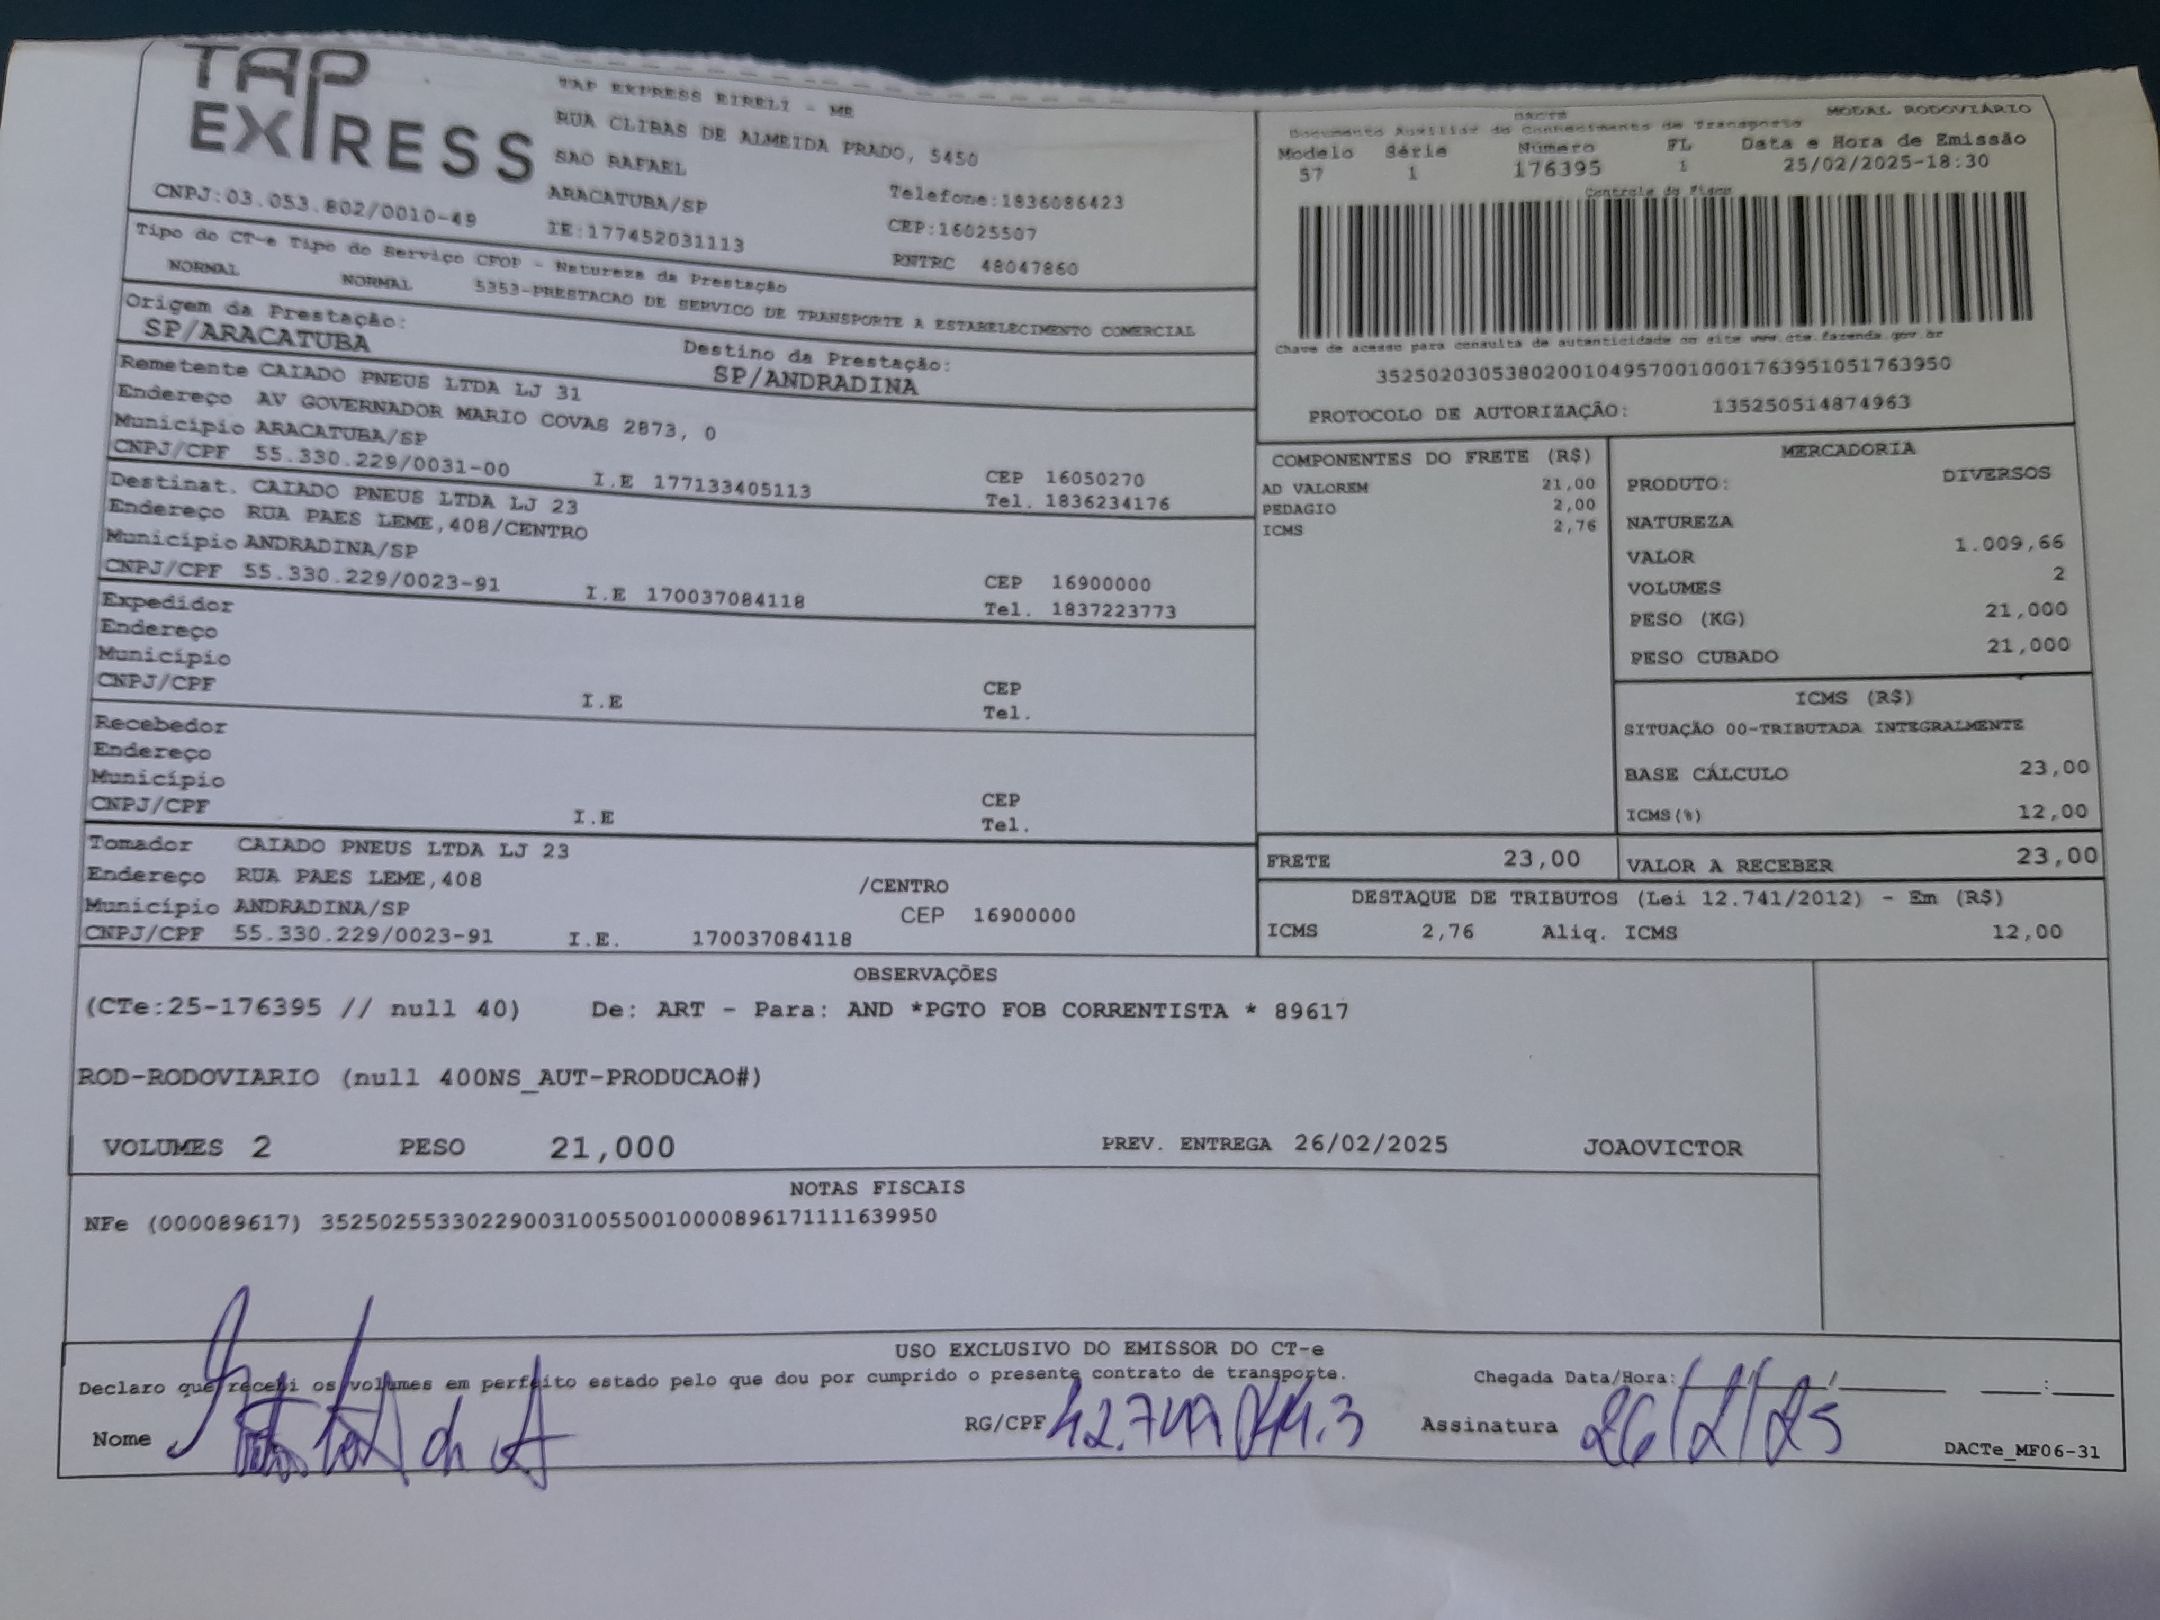 TAP EXPRESS
TAP EXPRESS EIRELI - ME
RUA CLIBAS DE ALMEIDA PRADO, 5450
SAO RAFAEL
ARACATUBA/SP Telefone:1836086423
CNPJ:03.053.802/0010-49 IE:177452031113 CEP:16025507
RNTRC 48047860
DACTE MODAL RODOVIÁRIO
Documento Auxiliar do Conhecimento de Transporte
Modelo Série Número FL Data e Hora de Emissão
57 1 176395 1 25/02/2025-18:30
Controle do Fisco
Chave de acesso para consulta de autenticidade no site www.cte.fazenda.gov.br
35250203053802001049570010001763951051763950
PROTOCOLO DE AUTORIZAÇÃO: 135250514874963
Tipo do CT-e Tipo do Serviço CFOP - Natureza da Prestação
NORMAL NORMAL 5353-PRESTACAO DE SERVICO DE TRANSPORTE A ESTABELECIMENTO COMERCIAL
Origem da Prestação: Destino da Prestação:
SP/ARACATUBA SP/ANDRADINA
Remetente CAIADO PNEUS LTDA LJ 31
Endereço AV GOVERNADOR MARIO COVAS 2873, 0
Município ARACATUBA/SP CEP 16050270
CNPJ/CPF 55.330.229/0031-00 I.E 177133405113 Tel. 1836234176
Destinat. CAIADO PNEUS LTDA LJ 23
Endereço RUA PAES LEME,408/CENTRO
Município ANDRADINA/SP CEP 16900000
CNPJ/CPF 55.330.229/0023-91 I.E 170037084118 Tel. 1837223773
Expedidor
Endereço
Município CEP
CNPJ/CPF I.E Tel.
Recebedor
Endereço
Município CEP
CNPJ/CPF I.E Tel.
Tomador CAIADO PNEUS LTDA LJ 23
Endereço RUA PAES LEME,408 /CENTRO
Município ANDRADINA/SP CEP 16900000
CNPJ/CPF 55.330.229/0023-91 I.E. 170037084118
COMPONENTES DO FRETE (R$)
AD VALOREM 21,00
PEDAGIO 2,00
ICMS 2,76
MERCADORIA
PRODUTO: DIVERSOS
NATUREZA
VALOR 1.009,66
VOLUMES 2
PESO (KG) 21,000
PESO CUBADO 21,000
ICMS (R$)
SITUAÇÃO 00-TRIBUTADA INTEGRALMENTE
BASE CÁLCULO 23,00
ICMS(%) 12,00
FRETE 23,00 VALOR A RECEBER 23,00
DESTAQUE DE TRIBUTOS (Lei 12.741/2012) - Em (R$)
ICMS 2,76 Aliq. ICMS 12,00
OBSERVAÇÕES
(CTe:25-176395 // null 40) De: ART - Para: AND *PGTO FOB CORRENTISTA * 89617
ROD-RODOVIARIO (null 400NS_AUT-PRODUCAO#)
VOLUMES 2 PESO 21,000 PREV. ENTREGA 26/02/2025 JOAOVICTOR
NOTAS FISCAIS
NFe (000089617) 35250255330229003100550010000896171111639950
USO EXCLUSIVO DO EMISSOR DO CT-e
Declaro que recebi os volumes em perfeito estado pelo que dou por cumprido o presente contrato de transporte. Chegada Data/Hora: __/__/__ __:__
Nome RG/CPF Assinatura 26/2/25
DACTe_MF06-31